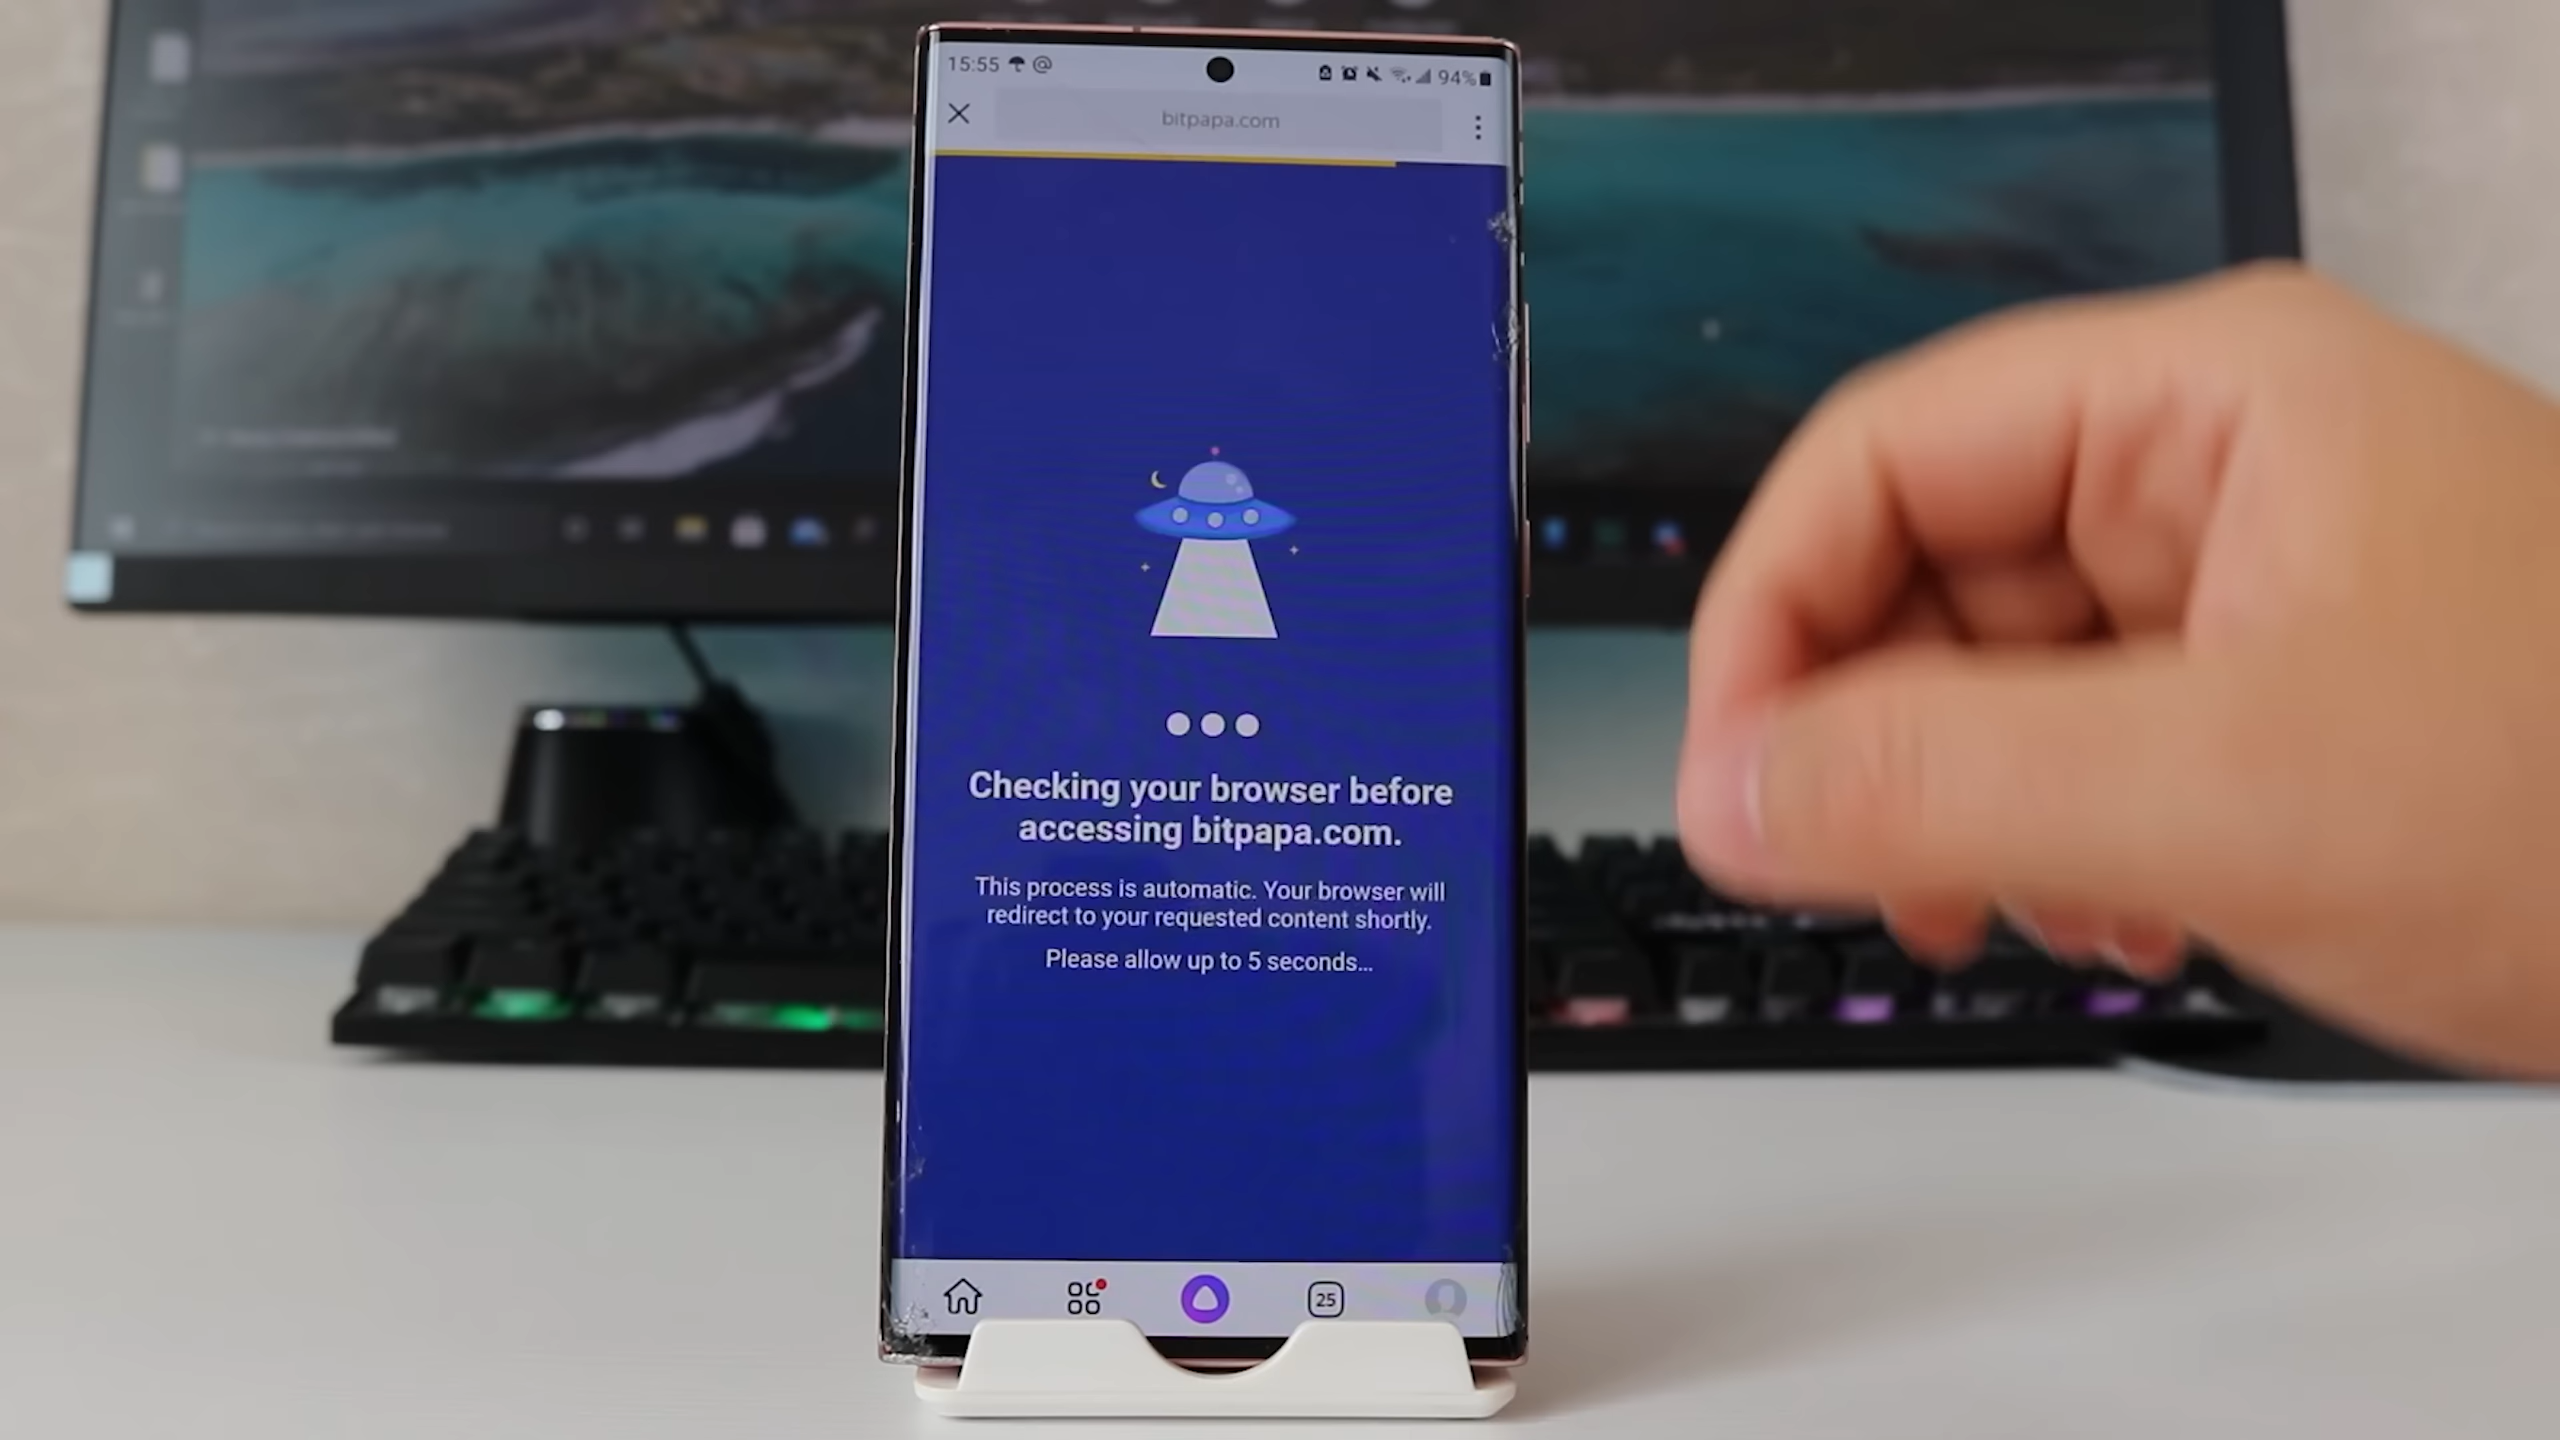 15:55
94%
bitpapa.com
Checking your browser before
accessing bitpapa.com.
This process is automatic. Your browser will
redirect to your requested content shortly.
Please allow up to 5 seconds...
25